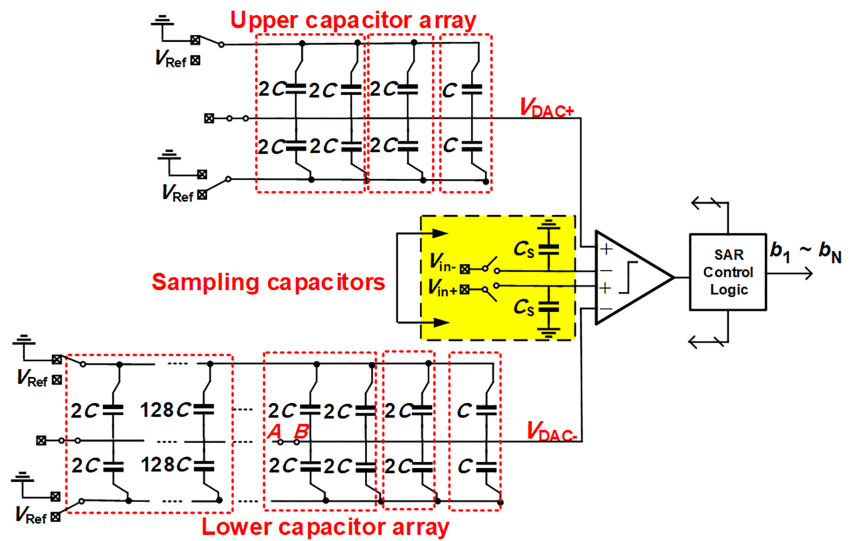 Upper capacitor array
VRef
2C 2C 2C C
VDAC+
2C 2C 2C C
VRef
CS
SAR
Control
Logic
b1 ~ bN
Vin-
Sampling capacitors
Vin+
CS
VRef
2C 128C 2C 2C 2C C
A B
VDAC-
2C 128C 2C 2C 2C C
VRef
Lower capacitor array